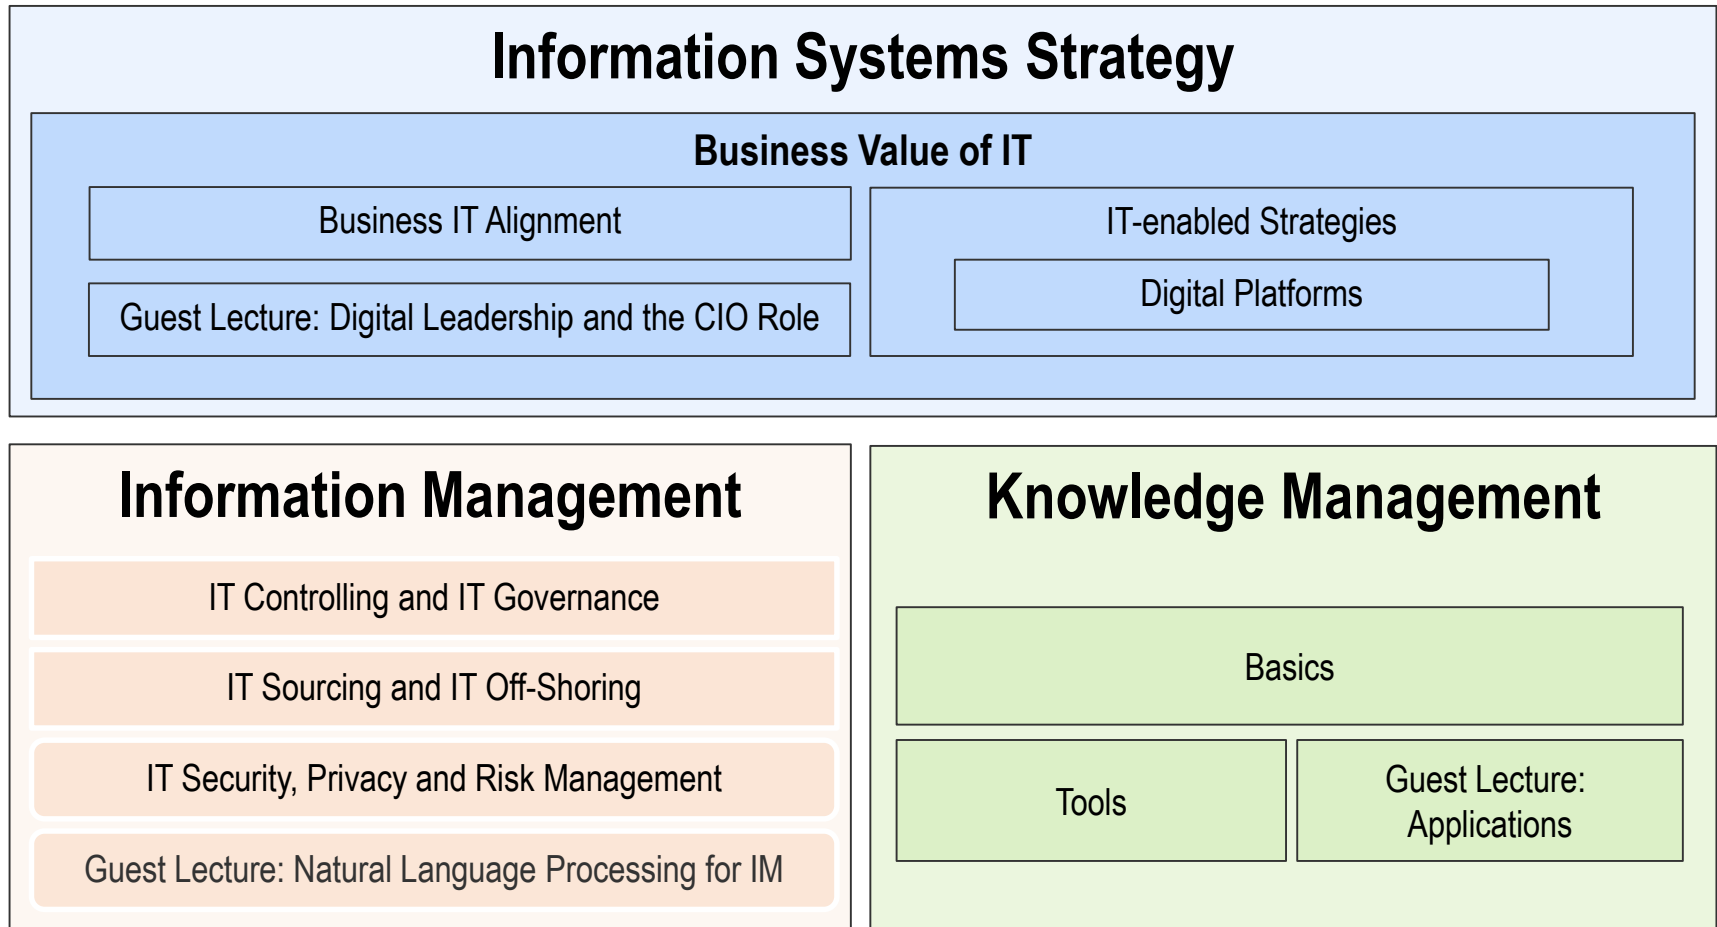 Information Systems Strategy
Business Value of IT
Business IT Alignment
Guest Lecture: Digital Leadership and the CIO Role
IT-enabled Strategies
Digital Platforms
Information Management
IT Controlling and IT Governance
IT Sourcing and IT Off-Shoring
IT Security, Privacy and Risk Management
Guest Lecture: Natural Language Processing for IM
Knowledge Management
Basics
Tools
Guest Lecture:
Applications